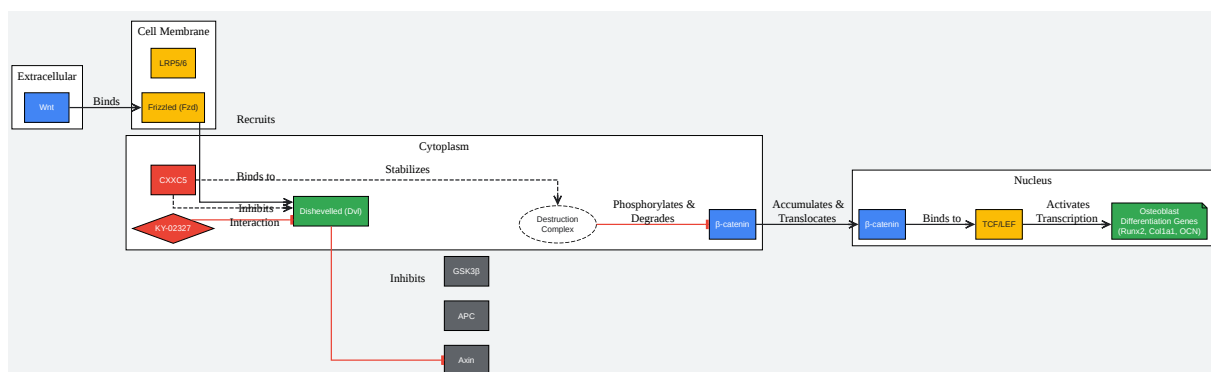 Cell Membrane
LRP5/6
Extracellular
Wnt
Binds
Frizzled (Fzd)
Recruits
Cytoplasm
CXXC5
Binds to
Stabilizes
Inhibits
Interaction
Dishevelled (Dvl)
KY-02327
Destruction
Complex
Phosphorylates &
Degrades
β-catenin
Accumulates &
Translocates
Nucleus
β-catenin
Binds to
TCF/LEF
Activates
Transcription
Osteoblast
Differentiation Genes
(Runx2, Col1a1, OCN)
Inhibits
GSK3β
APC
Axin